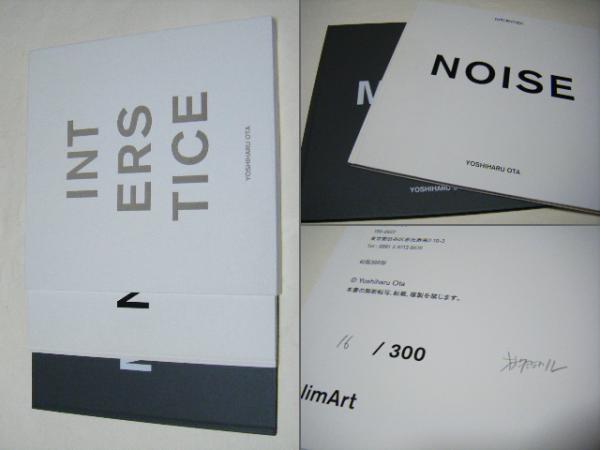 INT
ERS
TICE
YOSHIHARU OTA
N
M
NOISE
YOSHIHARU OTA
M
YOSHIHARU O
© Yoshiharu Ota
本書の無断転写、転載、複製を禁じます。
16 / 300
limArt